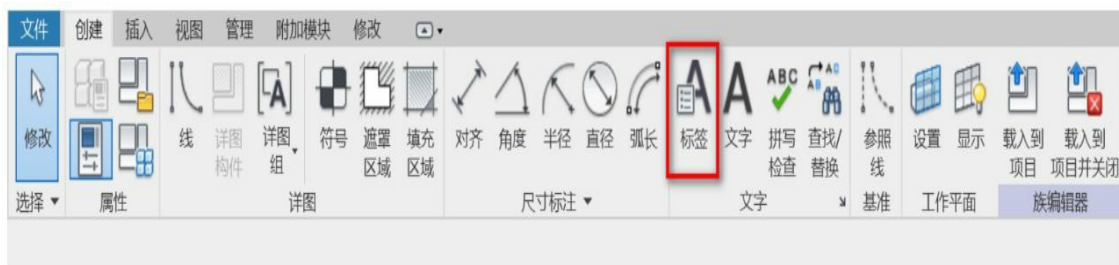 文件 创建 插入 视图 管理 附加模块 修改
修改 线 详图 详图 符号 遮罩 填充 对齐 角度 半径 直径 弧长 标签 文字 拼写 查找/ 参照 设置 显示 载入到 载入到
构件 组 区域 区域 检查 替换 线 项目 项目并关闭
选择 属性 详图 尺寸标注 文字 基准 工作平面 族编辑器